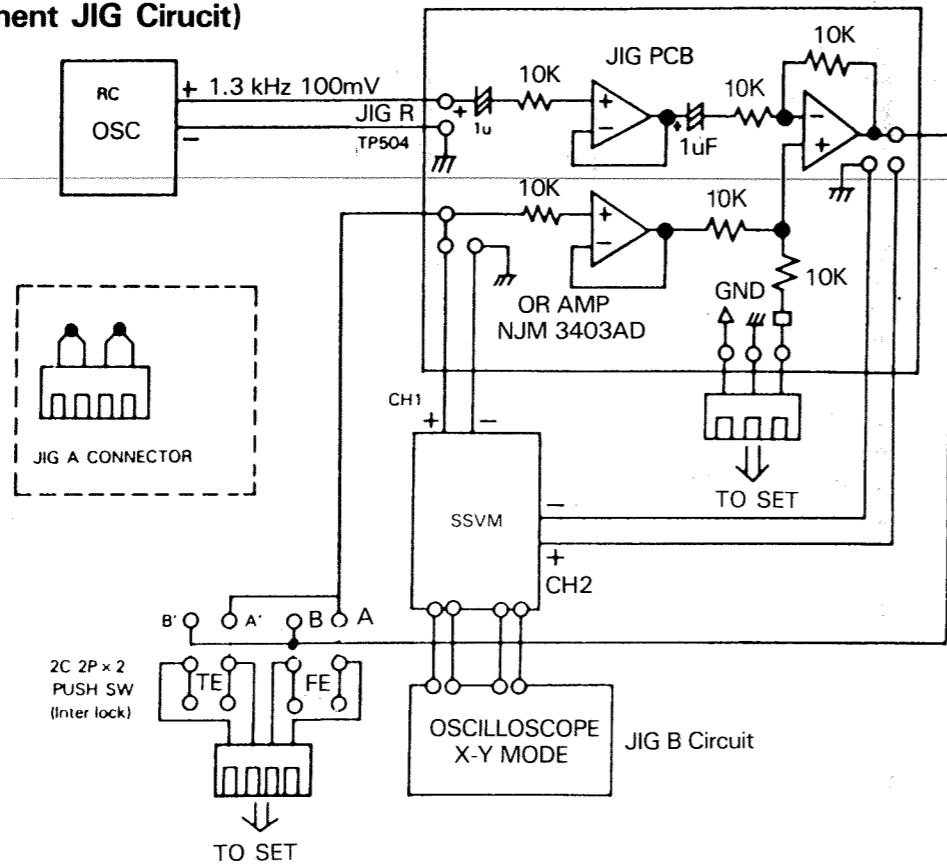 nent JIG Cirucit)
RC
OSC
+ 1.3 kHz 100mV
−
JIG R
TP504
JIG PCB
+
1u
10K
+
−
+
1uF
10K
10K
−
+
10K
+
−
10K
10K
OR AMP
NJM 3403AD
GND
TO SET
JIG A CONNECTOR
CH1
+
−
SSVM
−
+
CH2
B'
A'
B
A
2C 2P × 2
PUSH SW
(Inter lock)
TE
FE
TO SET
OSCILLOSCOPE
X-Y MODE
JIG B Circuit